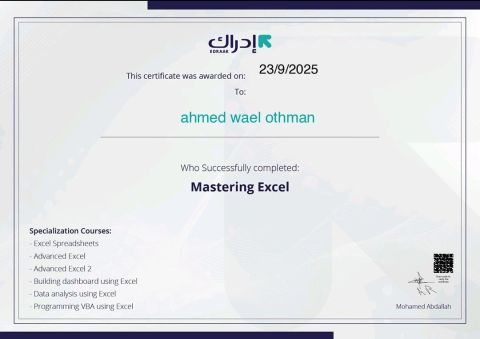 إدراك
EDRAAK
This certificate was awarded on: 23/9/2025
To:
ahmed wael othman
Who Successfully completed:
Mastering Excel
Specialization Courses:
- Excel Spreadsheets
- Advanced Excel
- Advanced Excel 2
- Building dashboard using Excel
- Data analysis using Excel
- Programming VBA using Excel
Mohamed Abdallah